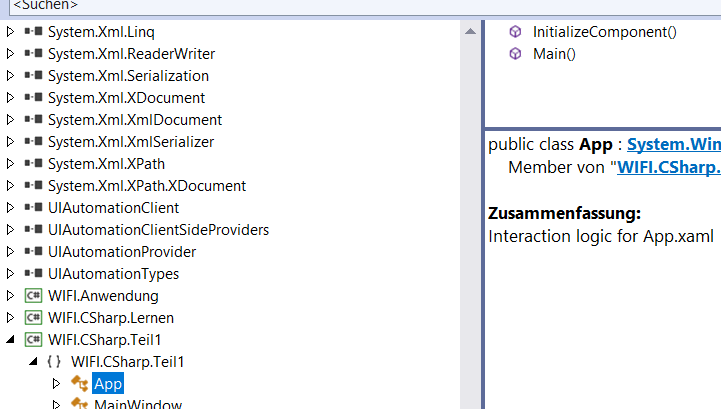 <Suchen>
System.Xml.Linq
System.Xml.ReaderWriter
System.Xml.Serialization
System.Xml.XDocument
System.Xml.XmlDocument
System.Xml.XmlSerializer
System.Xml.XPath
System.Xml.XPath.XDocument
UIAutomationClient
UIAutomationClientSideProviders
UIAutomationProvider
UIAutomationTypes
C# WIFI.Anwendung
C# WIFI.CSharp.Lernen
C# WIFI.CSharp.Teil1
{ } WIFI.CSharp.Teil1
App
MainWindow
InitializeComponent()
Main()
public class App : System.Win
Member von "WIFI.CSharp.
Zusammenfassung:
Interaction logic for App.xaml